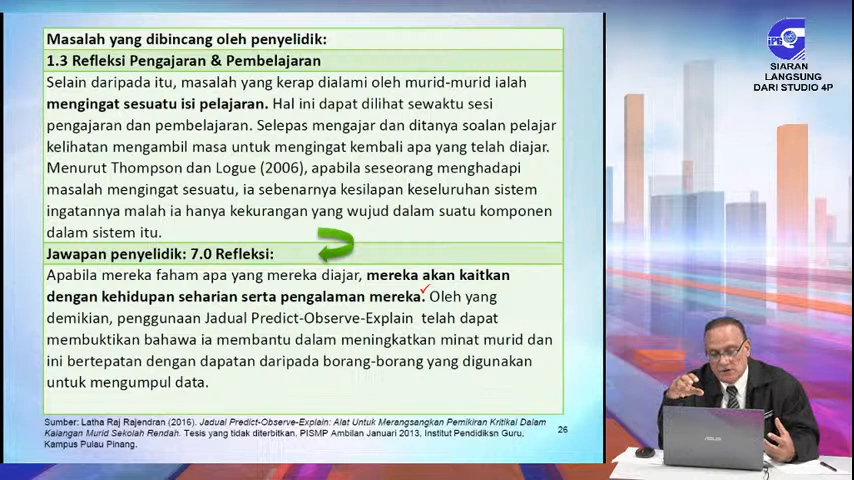 Masalah yang dibincang oleh penyelidik:
1.3 Refleksi Pengajaran & Pembelajaran
Selain daripada itu, masalah yang kerap dialami oleh murid-murid ialah
mengingat sesuatu isi pelajaran. Hal ini dapat dilihat sewaktu sesi
pengajaran dan pembelajaran. Selepas mengajar dan ditanya soalan pelajar
kelihatan mengambil masa untuk mengingat kembali apa yang telah diajar.
Menurut Thompson dan Logue (2006), apabila seseorang menghadapi
masalah mengingat sesuatu, ia sebenarnya kesilapan keseluruhan sistem
ingatannya malah ia hanya kekurangan yang wujud dalam suatu komponen
dalam sistem itu.
Jawapan penyelidik: 7.0 Refleksi:
Apabila mereka faham apa yang mereka diajar, mereka akan kaitkan
dengan kehidupan seharian serta pengalaman mereka. Oleh yang
demikian, penggunaan Jadual Predict-Observe-Explain telah dapat
membuktikan bahawa ia membantu dalam meningkatkan minat murid dan
ini bertepatan dengan dapatan daripada borang-borang yang digunakan
untuk mengumpul data.
Sumber: Latha Raj Rajendran (2016). Jadual Predict-Observe-Explain: Alat Untuk Merangsangkan Pemikiran Kritikal Dalam
Kalangan Murid Sekolah Rendah. Tesis yang tidak diterbitkan, PISMP Ambilan Januari 2013, Institut Pendidiksn Guru,
Kampus Pulau Pinang.
26
iPG
SIARAN
LANGSUNG
DARI STUDIO 4P
ASUS